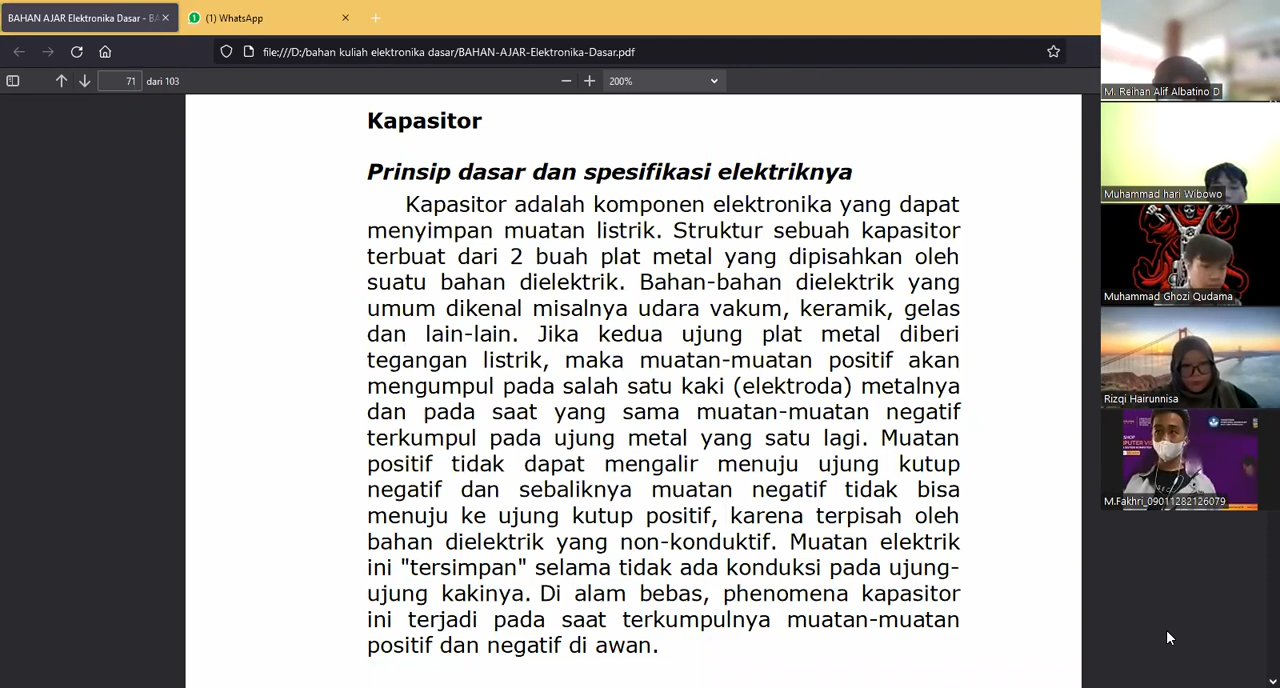 BAHAN AJAR Elektronika Dasar - BA
(1) WhatsApp
file:///D:/bahan kuliah elektronika dasar/BAHAN-AJAR-Elektronika-Dasar.pdf
71 dari 103
200%
Kapasitor
Prinsip dasar dan spesifikasi elektriknya
Kapasitor adalah komponen elektronika yang dapat
menyimpan muatan listrik. Struktur sebuah kapasitor
terbuat dari 2 buah plat metal yang dipisahkan oleh
suatu bahan dielektrik. Bahan-bahan dielektrik yang
umum dikenal misalnya udara vakum, keramik, gelas
dan lain-lain. Jika kedua ujung plat metal diberi
tegangan listrik, maka muatan-muatan positif akan
mengumpul pada salah satu kaki (elektroda) metalnya
dan pada saat yang sama muatan-muatan negatif
terkumpul pada ujung metal yang satu lagi. Muatan
positif tidak dapat mengalir menuju ujung kutup
negatif dan sebaliknya muatan negatif tidak bisa
menuju ke ujung kutup positif, karena terpisah oleh
bahan dielektrik yang non-konduktif. Muatan elektrik
ini "tersimpan" selama tidak ada konduksi pada ujung-
ujung kakinya. Di alam bebas, phenomena kapasitor
ini terjadi pada saat terkumpulnya muatan-muatan
positif dan negatif di awan.
M. Reihan Alif Albatino D
Muhammad hari Wibowo
Muhammad Ghozi Qudama
Rizqi Hairunnisa
M.Fakhri_09011282126079